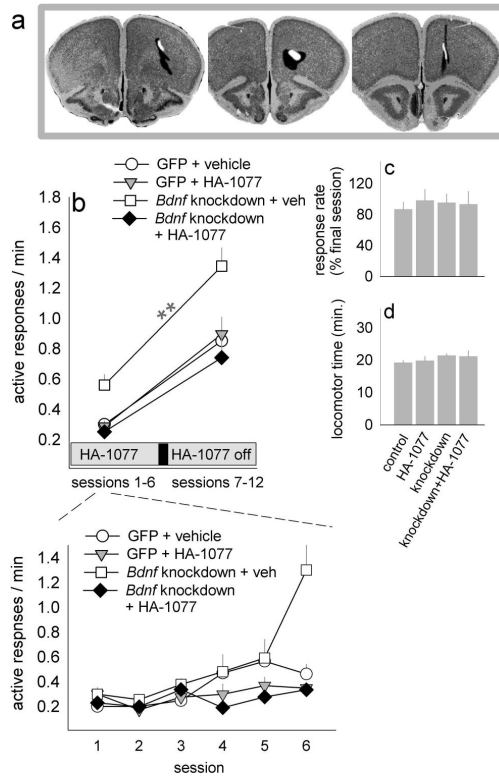 a
GFP + vehicle
GFP + HA-1077
Bdnf knockdown + veh
Bdnf knockdown
+ HA-1077
b
active responses / min
1.8
1.6
1.4
1.2
1.0
0.8
0.6
0.4
0.2
**
HA-1077
HA-1077 off
sessions 1-6
sessions 7-12
c
response rate
(% final session)
120
80
40
0
d
locomotor time (min.)
30
20
10
0
control
HA-1077
knockdown
knockdown+HA-1077
GFP + vehicle
GFP + HA-1077
Bdnf knockdown + veh
Bdnf knockdown
+ HA-1077
active respnses / min
1.4
1.2
1.0
0.8
0.6
0.4
0.2
1 2 3 4 5 6
session